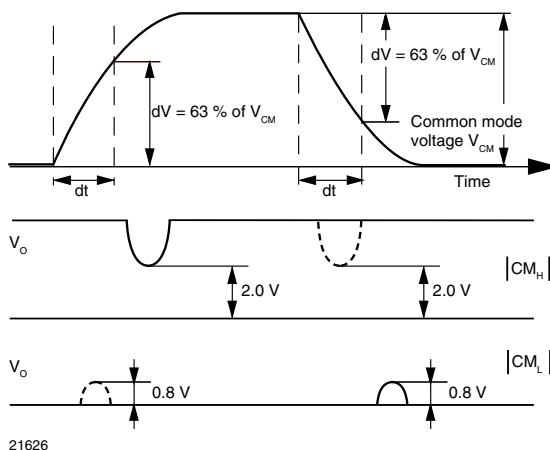 dV = 63 % of V_CM
dV = 63 % of V_CM
Common mode
voltage V_CM
dt
dt
Time
V_O
|CM_H|
2.0 V
2.0 V
V_O
|CM_L|
0.8 V
0.8 V
21626